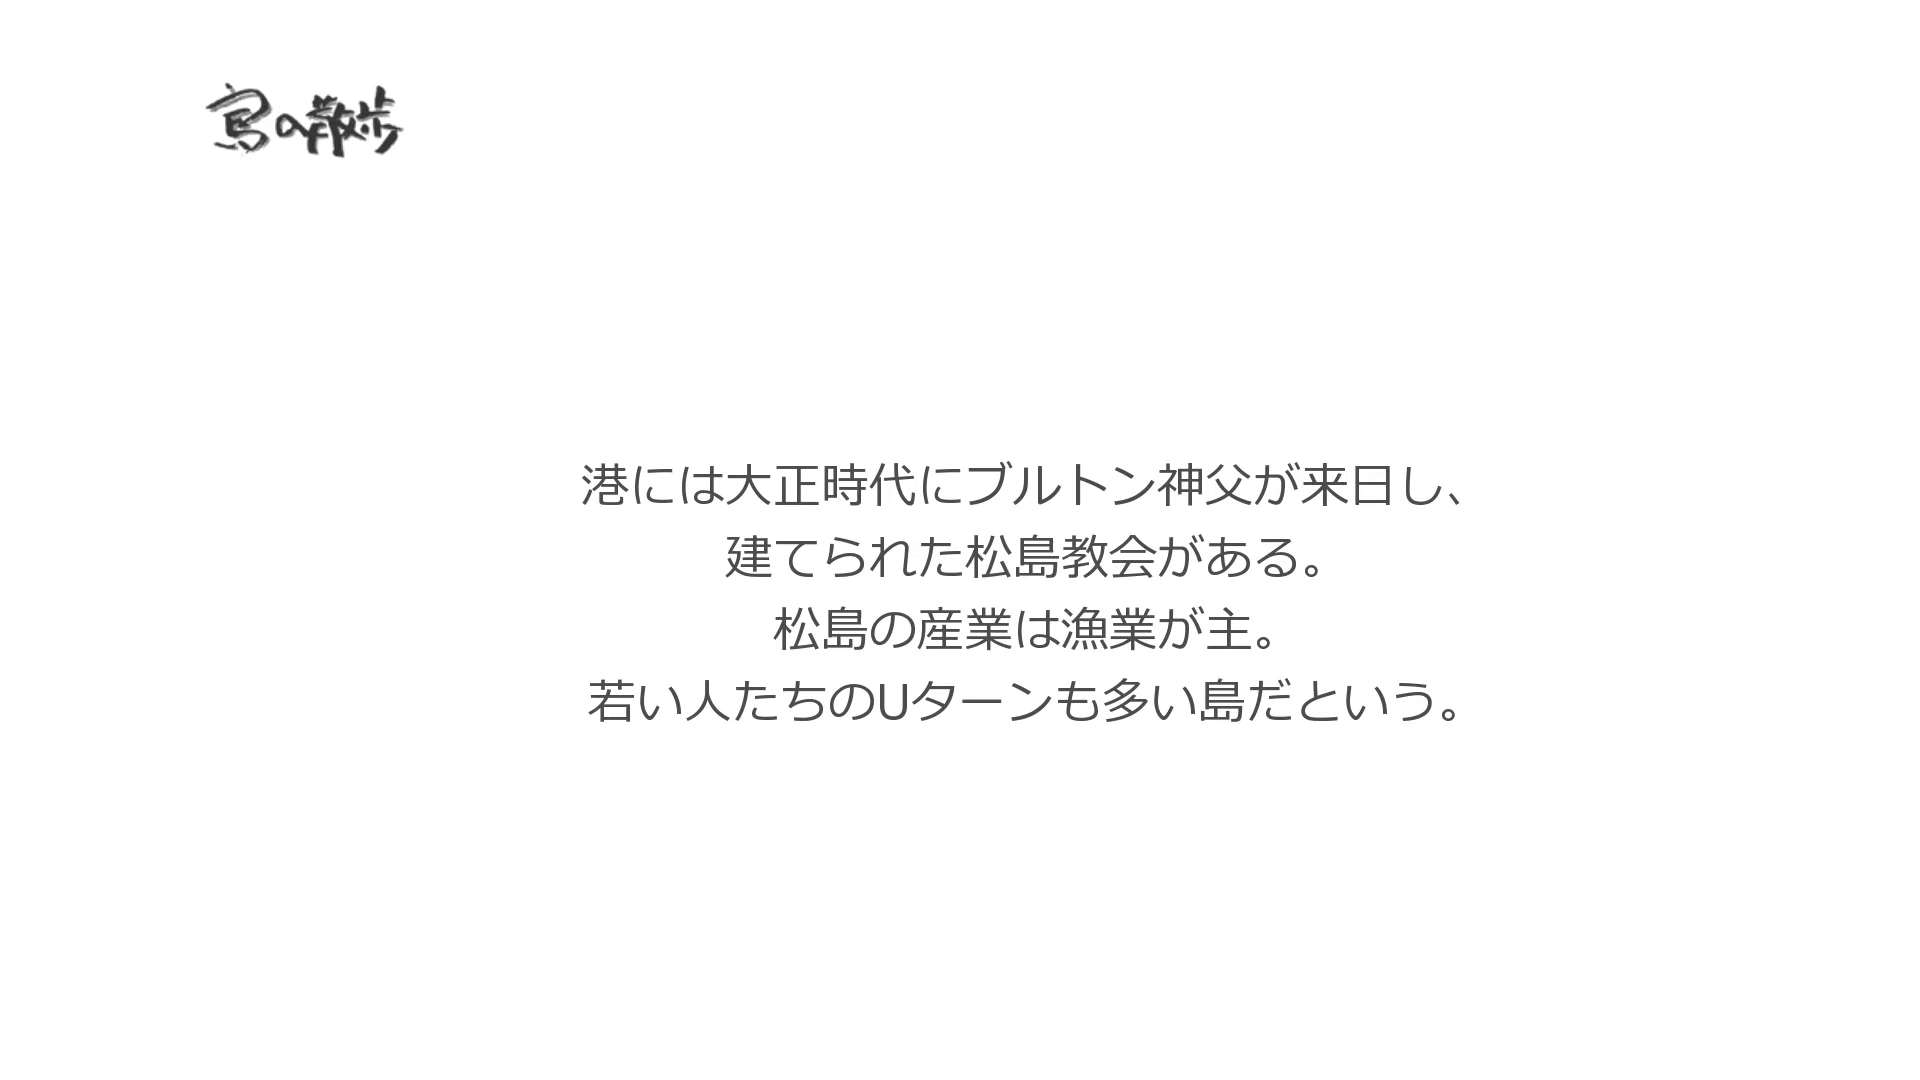 島の散歩
港には大正時代にブルトン神父が来日し、
建てられた松島教会がある。
松島の産業は漁業が主。
若い人たちのUターンも多い島だという。